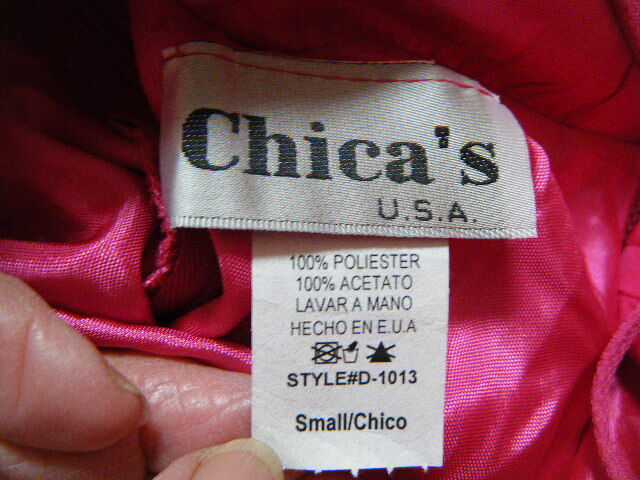 Chica's
U.S.A.
100% POLIESTER
100% ACETATO
LAVAR A MANO
HECHO EN E.U.A
STYLE#D-1013
Small/Chico